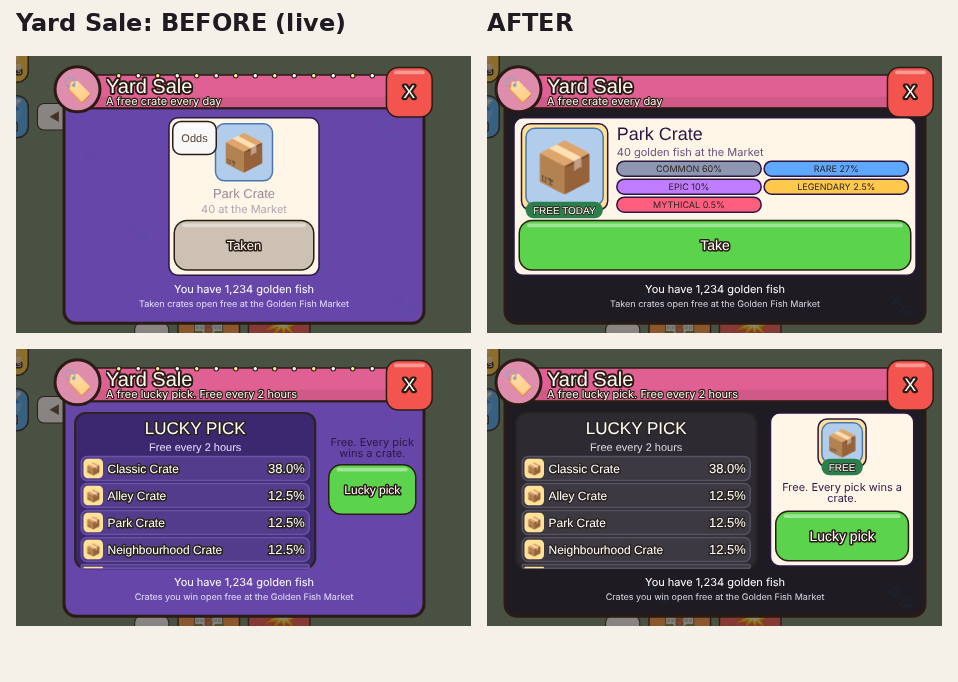 Yard Sale: BEFORE (live)
AFTER
Yard Sale
A free crate every day
X
Odds
Park Crate
40 at the Market
Taken
You have 1,234 golden fish
Taken crates open free at the Golden Fish Market
Yard Sale
A free crate every day
X
Park Crate
40 golden fish at the Market
COMMON 60%
RARE 27%
EPIC 10%
LEGENDARY 2.5%
MYTHICAL 0.5%
FREE TODAY
Take
You have 1,234 golden fish
Taken crates open free at the Golden Fish Market
Yard Sale
A free lucky pick. Free every 2 hours
X
LUCKY PICK
Free every 2 hours
Classic Crate 38.0%
Alley Crate 12.5%
Park Crate 12.5%
Neighbourhood Crate 12.5%
Free. Every pick
wins a crate.
Lucky pick
You have 1,234 golden fish
Crates you win open free at the Golden Fish Market
Yard Sale
A free lucky pick. Free every 2 hours
X
LUCKY PICK
Free every 2 hours
Classic Crate 38.0%
Alley Crate 12.5%
Park Crate 12.5%
Neighbourhood Crate 12.5%
FREE
Free. Every pick wins a
crate.
Lucky pick
You have 1,234 golden fish
Crates you win open free at the Golden Fish Market